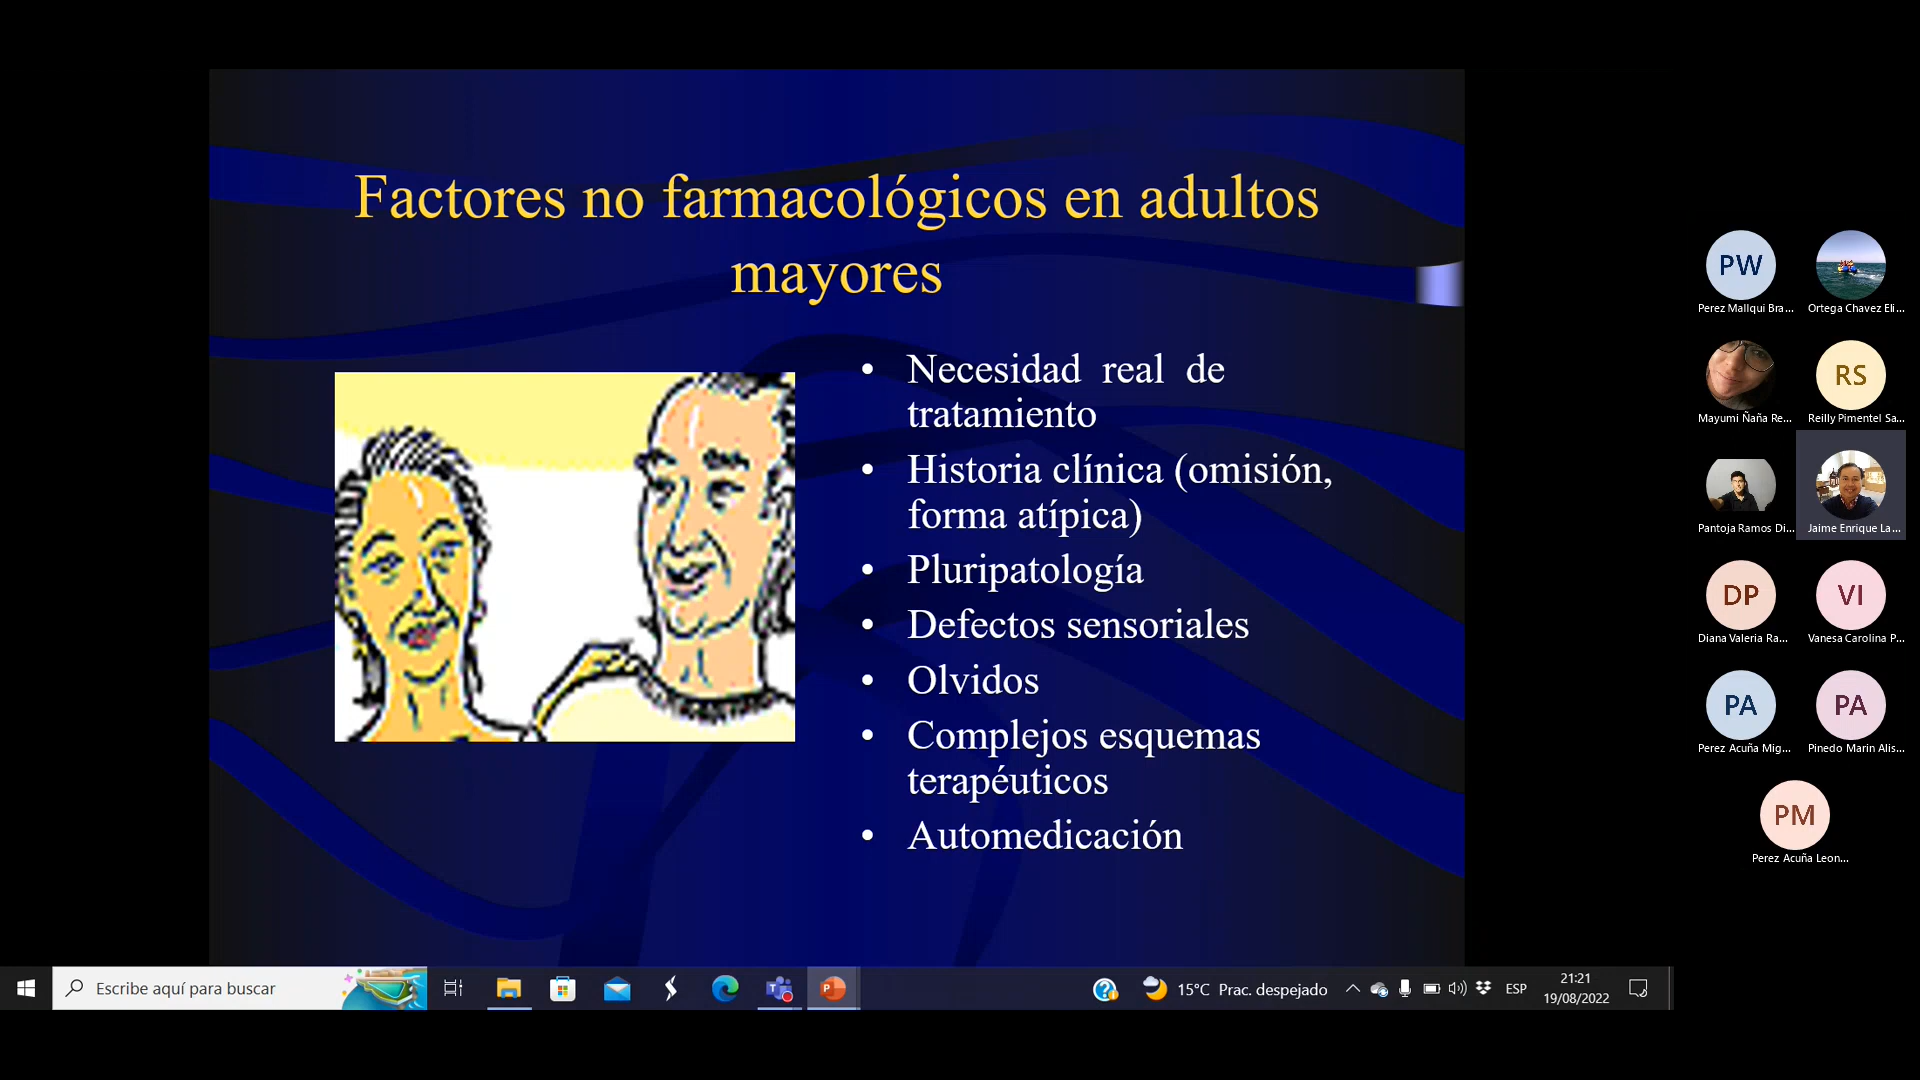 Factores no farmacológicos en adultos
mayores
• Necesidad real de
tratamiento
• Historia clínica (omisión,
forma atípica)
• Pluripatología
• Defectos sensoriales
• Olvidos
• Complejos esquemas
terapéuticos
• Automedicación
PW
Perez Mallqui Bra...
Ortega Chavez Eli...
Mayumi Ñaña Re...
RS
Reilly Pimentel Sa...
Pantoja Ramos Di...
Jaime Enrique La...
DP
Diana Valeria Ra...
VI
Vanesa Carolina P...
PA
Perez Acuña Mig...
PA
Pinedo Marin Alis...
PM
Perez Acuña Leon...
Escribe aquí para buscar
15°C Prac. despejado
ESP
21:21
19/08/2022